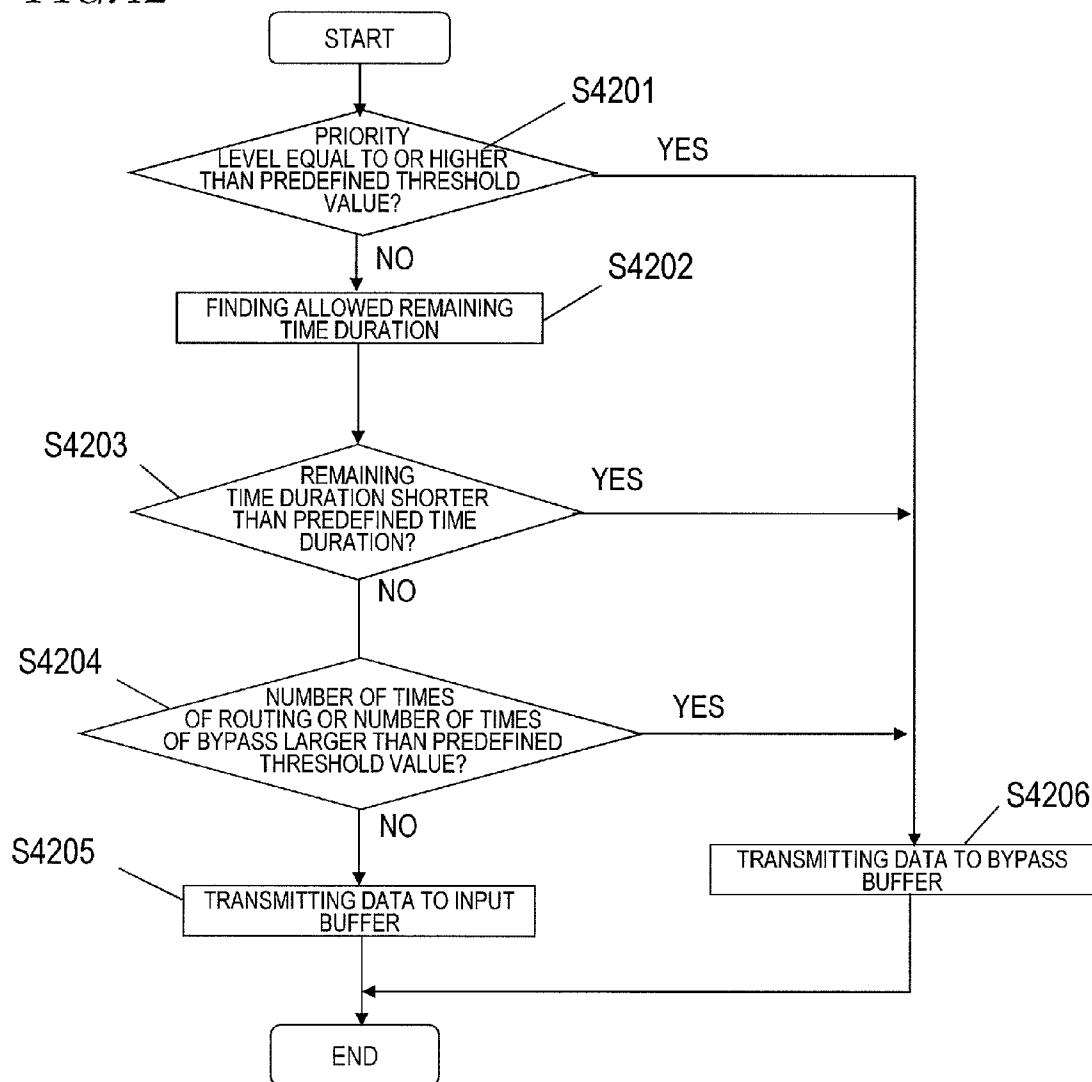 START
S4201
PRIORITY
LEVEL EQUAL TO OR HIGHER
THAN PREDEFINED THRESHOLD
VALUE?
YES
NO
S4202
FINDING ALLOWED REMAINING
TIME DURATION
S4203
REMAINING
TIME DURATION SHORTER
THAN PREDEFINED TIME
DURATION?
YES
NO
S4204
NUMBER OF TIMES
OF ROUTING OR NUMBER OF TIMES
OF BYPASS LARGER THAN PREDEFINED
THRESHOLD VALUE?
YES
NO
S4206
TRANSMITTING DATA TO BYPASS
BUFFER
S4205
TRANSMITTING DATA TO INPUT
BUFFER
END